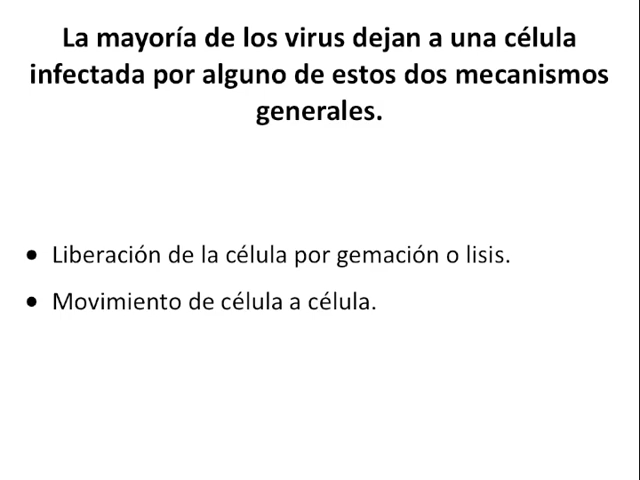 La mayoría de los virus dejan a una célula
infectada por alguno de estos dos mecanismos
generales.
• Liberación de la célula por gemación o lisis.
• Movimiento de célula a célula.